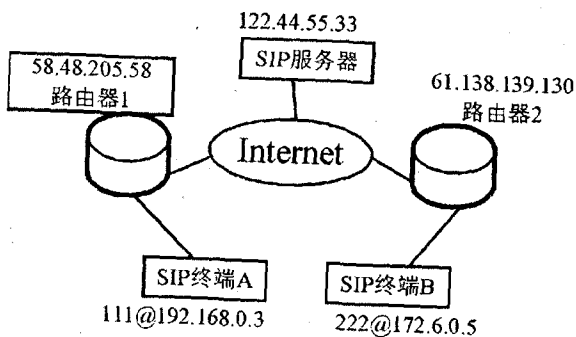 122.44.55.33
SIP服务器
58.48.205.58
路由器1
61.138.139.130
路由器2
Internet
SIP终端A
111@192.168.0.3
SIP终端B
222@172.6.0.5